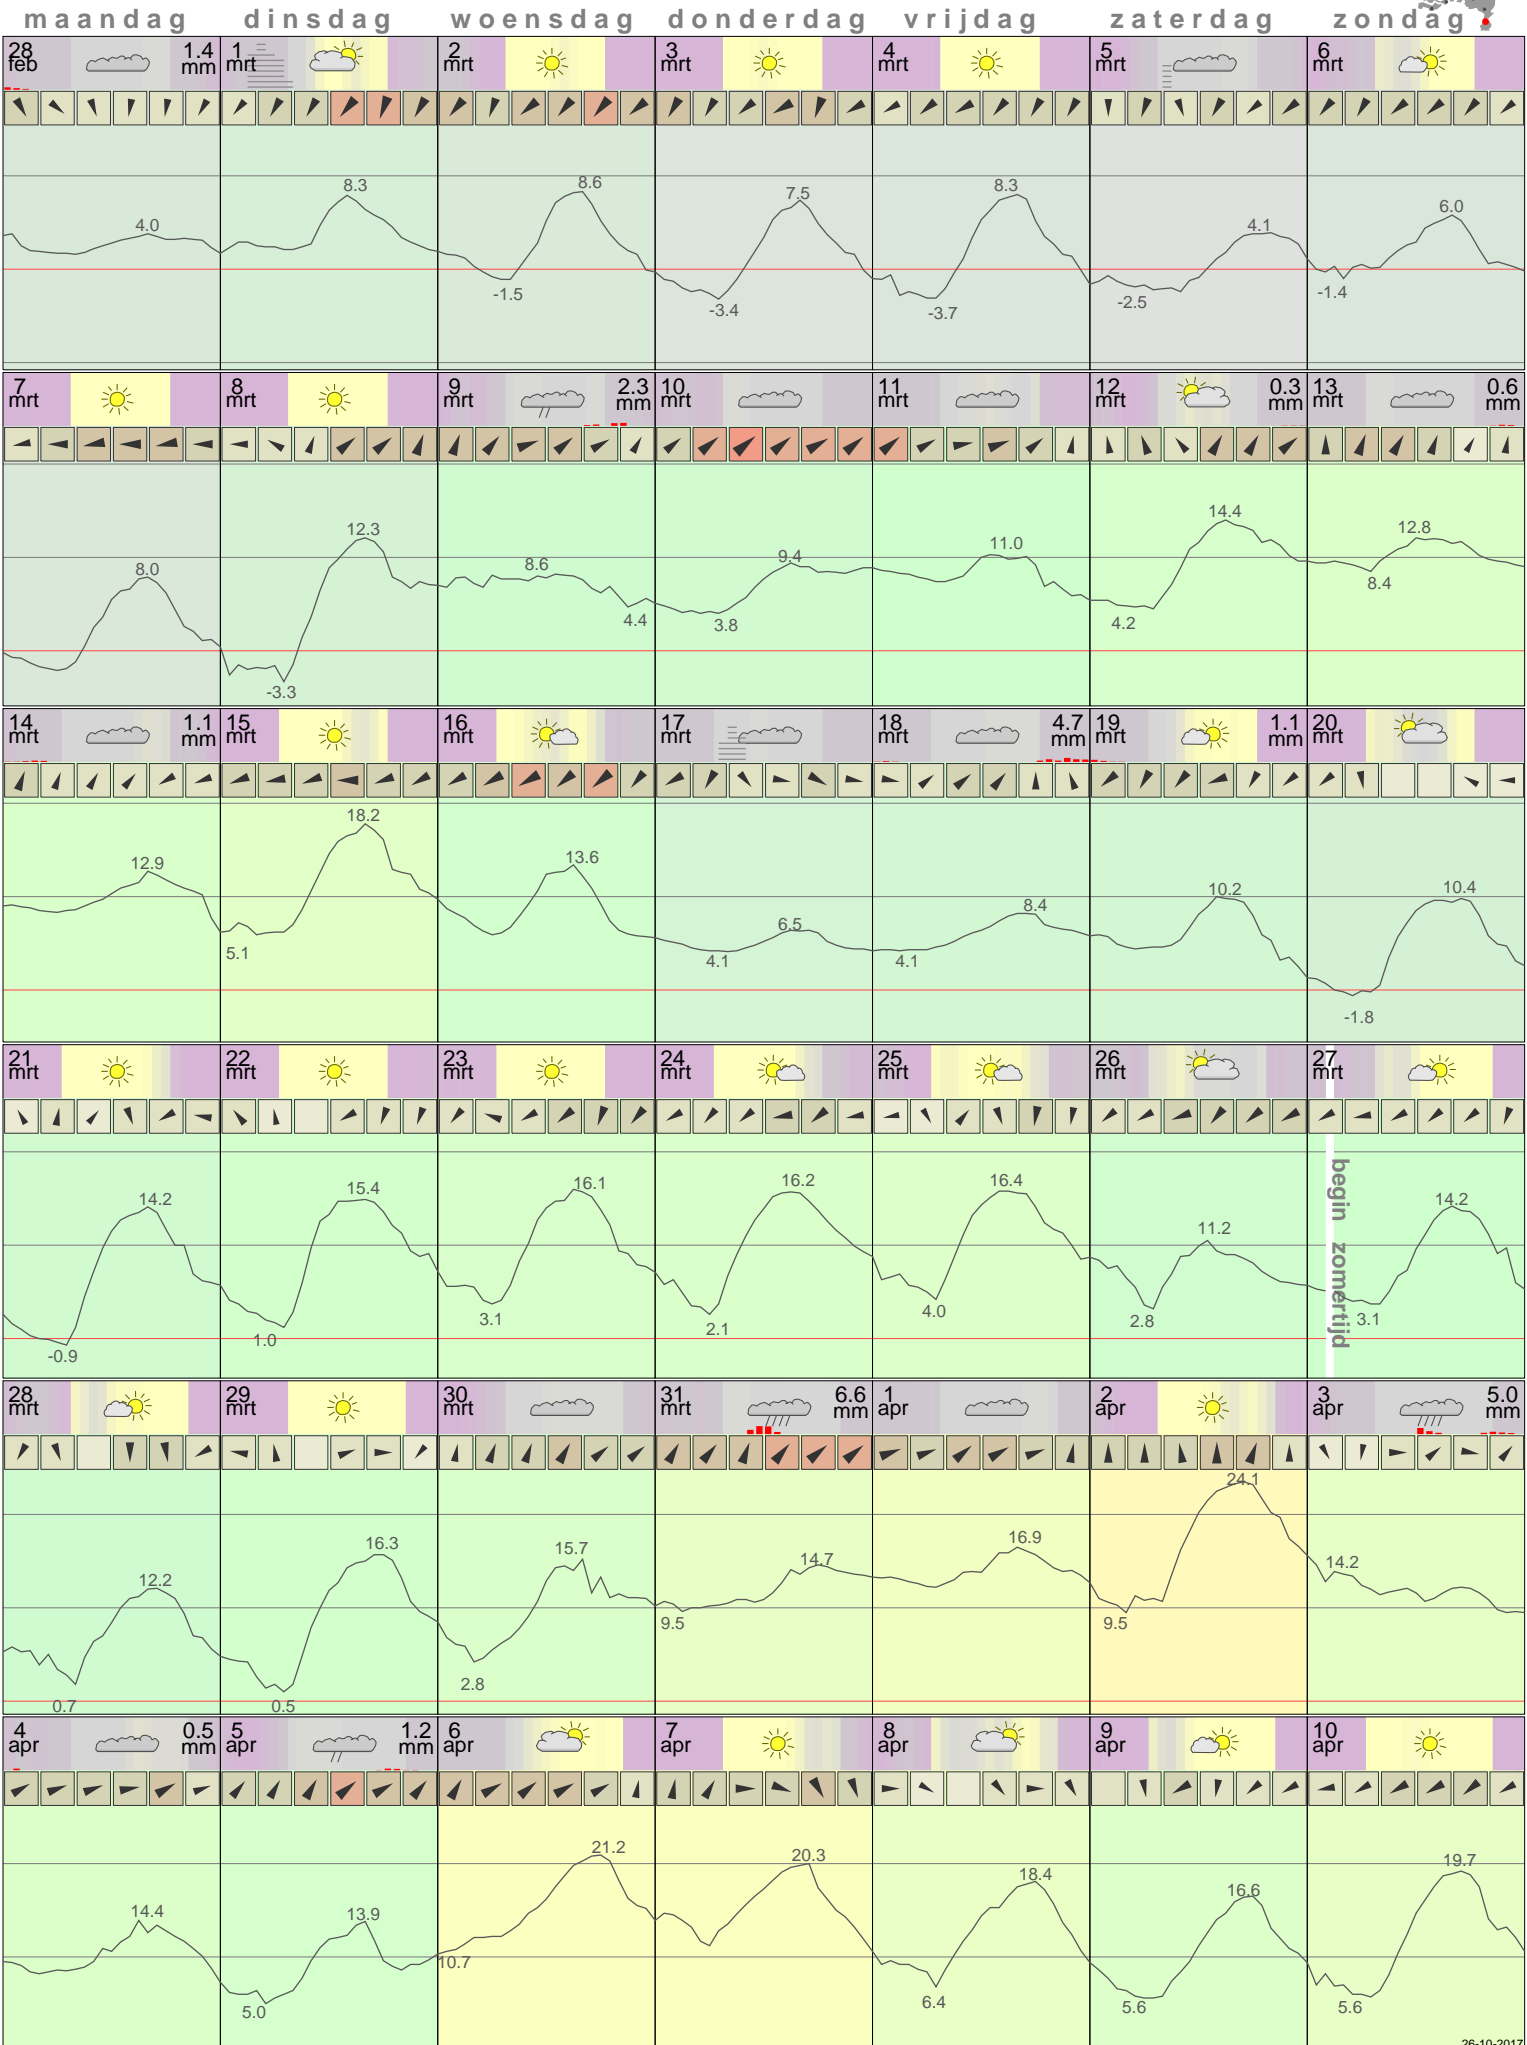 maandag dinsdag woensdag donderdag vrijdag zaterdag zondag
28 feb 1.4 mm 1 mrt 2 mrt 3 mrt 4 mrt 5 mrt 6 mrt
4.0 8.3 8.6 7.5 8.3 4.1 6.0
-1.5 -3.4 -3.7 -2.5 -1.4
7 mrt 8 mrt 9 mrt 2.3 mm 10 mrt 11 mrt 12 mrt 0.3 mm 13 mrt 0.6 mm
8.0 12.3 8.6 9.4 11.0 14.4 12.8
-3.3 4.4 3.8 4.2 8.4
14 mrt 1.1 mm 15 mrt 16 mrt 17 mrt 18 mrt 4.7 mm 19 mrt 1.1 mm 20 mrt
12.9 18.2 13.6 6.5 8.4 10.2 10.4
5.1 4.1 4.1 -1.8
21 mrt 22 mrt 23 mrt 24 mrt 25 mrt 26 mrt 27 mrt
14.2 15.4 16.1 16.2 16.4 11.2 14.2
-0.9 1.0 3.1 2.1 4.0 2.8 3.1
begin zomertijd
28 mrt 29 mrt 30 mrt 31 mrt 6.6 mm 1 apr 2 apr 3 apr 5.0 mm
12.2 16.3 15.7 14.7 16.9 24.1 14.2
0.7 0.5 2.8 9.5 9.5
4 apr 0.5 mm 5 apr 1.2 mm 6 apr 7 apr 8 apr 9 apr 10 apr
14.4 13.9 21.2 20.3 18.4 16.6 19.7
5.0 10.7 6.4 5.6 5.6
26-10-2017